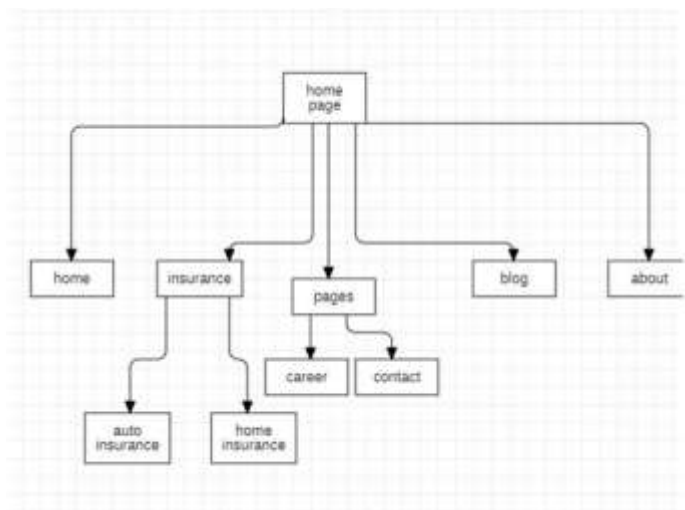 home
page
home
insurance
pages
blog
about
career
contact
auto
insurance
home
insurance